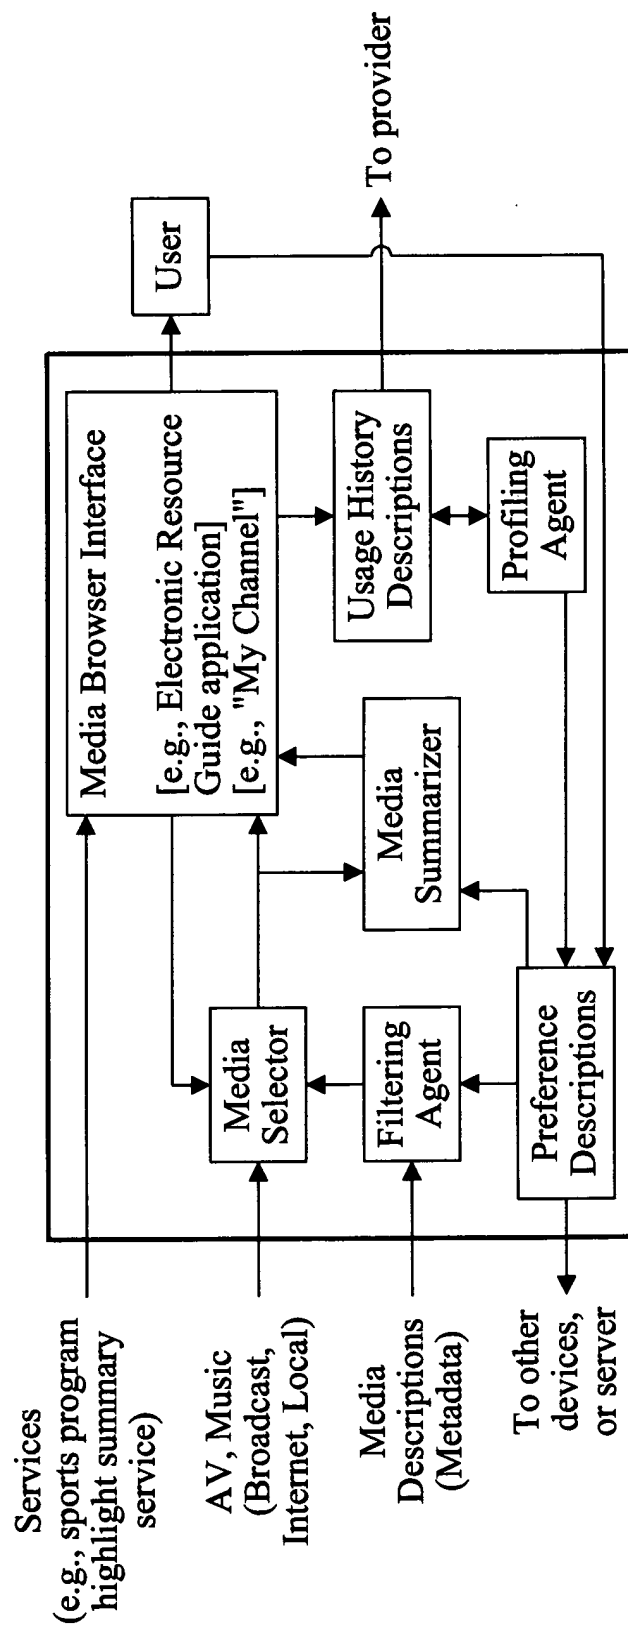 Services
(e.g., sports program
highlight summary
service)
AV, Music
(Broadcast,
Internet, Local)
Media
Descriptions
(Metadata)
To other
devices,
or server
Media
Selector
Filtering
Agent
Preference
Descriptions
Media
Summarizer
Media Browser Interface
[e.g., Electronic Resource
Guide application]
[e.g., "My Channel"]
Usage History
Descriptions
Profiling
Agent
User
To provider